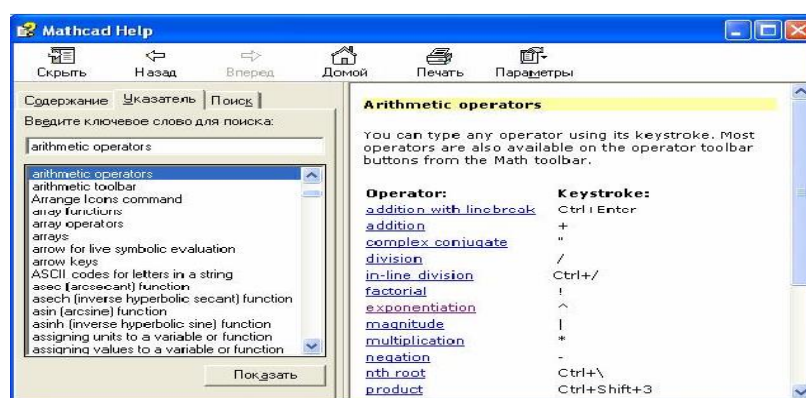 Mathcad Help
Скрыть Назад Вперед Домой Печать Параметры
Содержание Указатель Поиск
Введите ключевое слово для поиска:
arithmetic operators
arithmetic operators
arithmetic toolbar
Arrange Icons command
array functions
array operators
arrays
arrow for live symbolic evaluation
arrow keys
ASCII codes for letters in a string
asec (arcsecant) function
asech (inverse hyperbolic secant) function
asin (arcsine) function
asinh (inverse hyperbolic sine) function
assigning units to a variable or function
assigning values to a variable or function
Показать
Arithmetic operators
You can type any operator using its keystroke. Most
operators are also available on the operator toolbar
buttons from the Math toolbar.
Operator: Keystroke:
addition with linebreak Ctrl+Enter
addition +
complex conjugate "
division /
in-line division Ctrl+/
factorial !
exponentiation ^
magnitude |
multiplication *
negation -
nth root Ctrl+\
product Ctrl+Shift+3